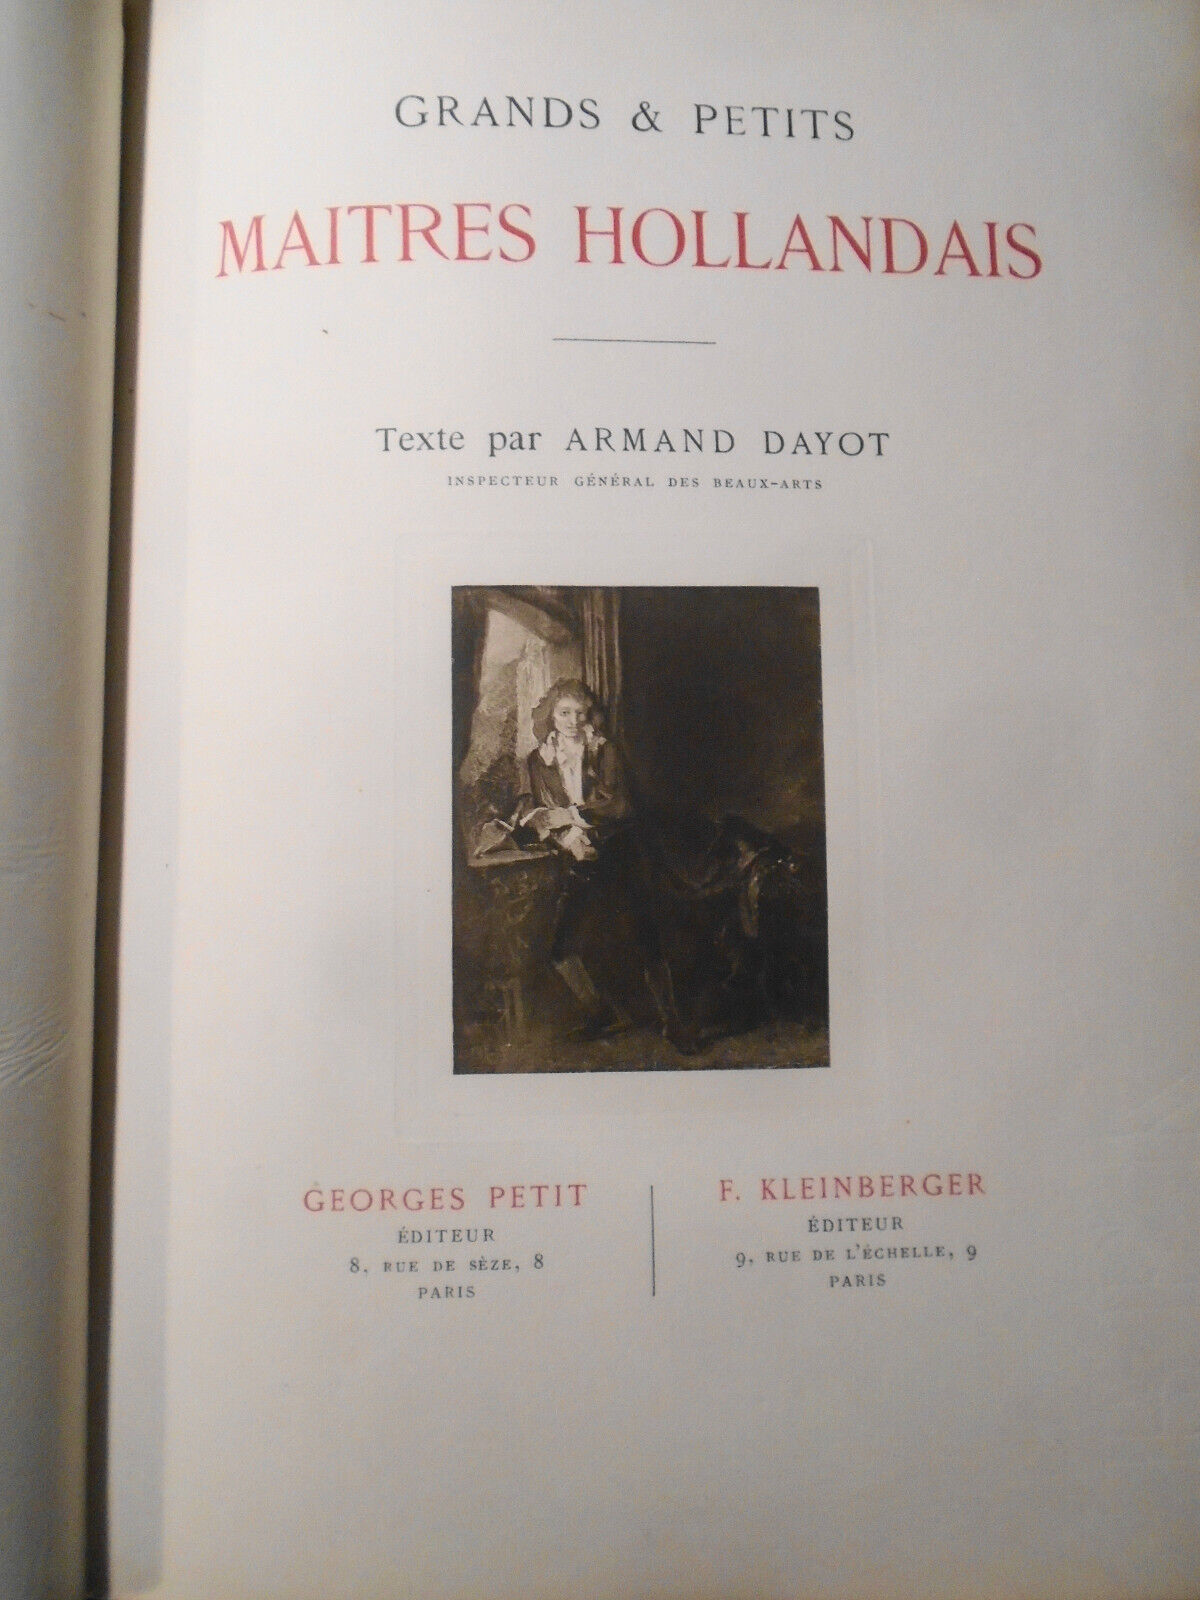 GRANDS & PETITS
MAITRES HOLLANDAIS
Texte par ARMAND DAYOT
INSPECTEUR GÉNÉRAL DES BEAUX-ARTS
GEORGES PETIT
ÉDITEUR
8, RUE DE SÈZE, 8
PARIS
F. KLEINBERGER
ÉDITEUR
9, RUE DE L'ÉCHELLE, 9
PARIS